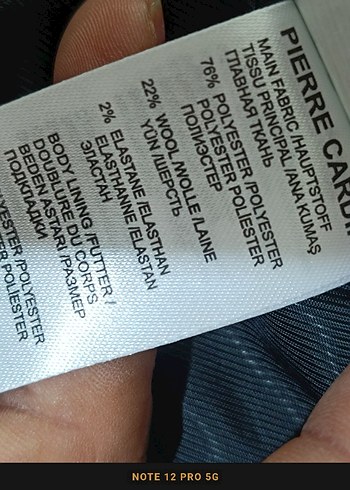 PIERRE CARDI
MAIN FABRIC /HAUPTSTOFF
TISSU PRINCIPAL /ANA KUMAŞ
ГЛАВНАЯ ТКАНЬ
76% POLYESTER /POLYESTER
POLYESTER POLİESTER
ПОЛИЭСТЕР
22% WOOL/WOLLE /LAINE
YÜN /ШЕРСТЬ
2% ELASTANE /ELASTHAN
ELASTHANNE /ELASTAN
ЭЛАСТАН
BODY LINING /FUTTER /
DOUBLURE DU CORPS
BEDEN ASTARI /РАЗМЕР
ПОДКЛАДКИ
YESTER /POLYESTER
R POLIESTER
NOTE 12 PRO 5G